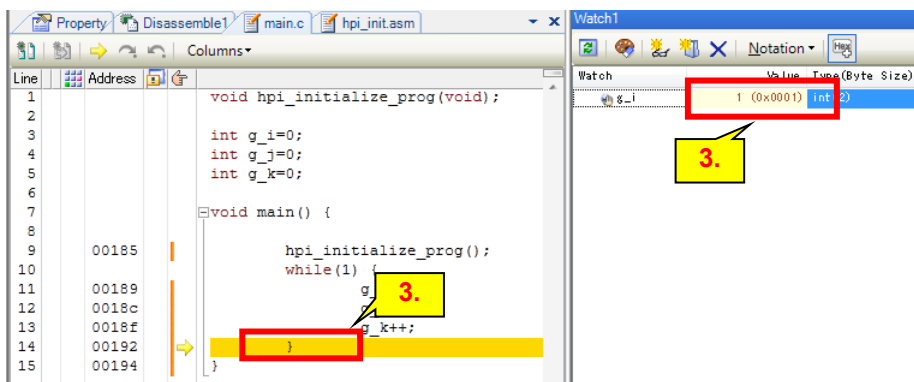 Property Disassemble1 main.c hpi_init.asm
Columns
Line Address
1 void hpi_initialize_prog(void);
2
3 int g_i=0;
4 int g_j=0;
5 int g_k=0;
6
7 void main() {
8
9 00185 hpi_initialize_prog();
10 while(1) {
11 00189
12 0018c
13 0018f g_k++;
14 00192 }
15 00194 }
3.
Watch1
Notation Hex
Watch Value Type(Byte Size)
g_i 1 (0x0001) int(2)
3.